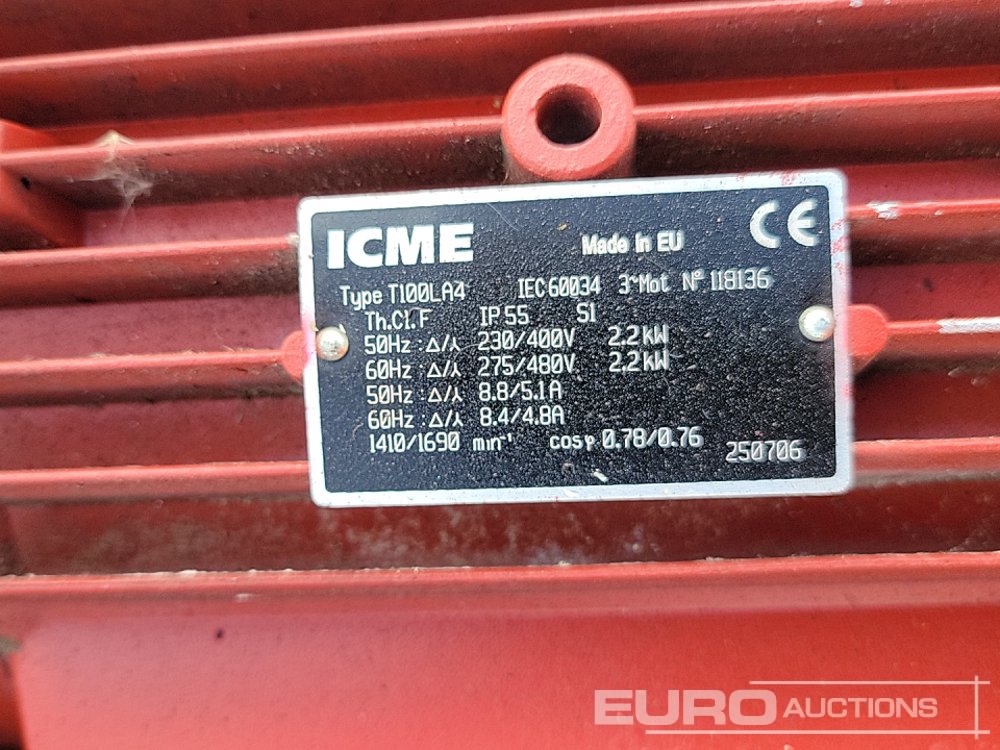 ICME
Made in EU CE
Type T100LA4 IEC60034 3~Mot N° 118136
Th.Cl.F IP55 S1
50Hz : Δ/⅄ 230/400V 2.2kW
60Hz : Δ/⅄ 275/480V 2.2kW
50Hz : Δ/⅄ 8.8/5.1A
60Hz : Δ/⅄ 8.4/4.8A
1410/1690 min⁻¹ cosφ 0.78/0.76
250706
EURO AUCTIONS